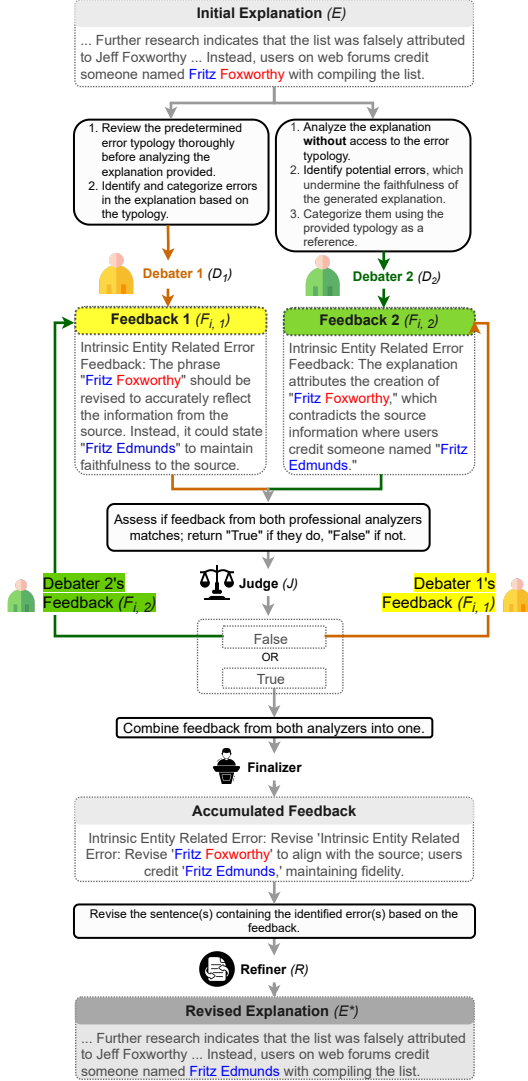 Initial Explanation (E)
... Further research indicates that the list was falsely attributed
to Jeff Foxworthy ... Instead, users on web forums credit
someone named Fritz Foxworthy with compiling the list.
1. Review the predetermined
error typology thoroughly
before analyzing the
explanation provided.
2. Identify and categorize errors
in the explanation based on
the typology.
1. Analyze the explanation
without access to the error
typology.
2. Identify potential errors, which
undermine the faithfulness of
the generated explanation.
3. Categorize them using the
provided typology as a
reference.
Debater 1 (D1)
Debater 2 (D2)
Feedback 1 (Fi, 1)
Intrinsic Entity Related Error
Feedback: The phrase
"Fritz Foxworthy" should be
revised to accurately reflect
the information from the
source. Instead, it could state
"Fritz Edmunds" to maintain
faithfulness to the source.
Feedback 2 (Fi, 2)
Intrinsic Entity Related Error
Feedback: The explanation
attributes the creation of
"Fritz Foxworthy," which
contradicts the source
information where users
credit someone named "Fritz
Edmunds."
Assess if feedback from both professional analyzers
matches; return "True" if they do, "False" if not.
Judge (J)
Debater 2's
Feedback (Fi, 2)
Debater 1's
Feedback (Fi, 1)
False
OR
True
Combine feedback from both analyzers into one.
Finalizer
Accumulated Feedback
Intrinsic Entity Related Error: Revise 'Intrinsic Entity Related
Error: Revise 'Fritz Foxworthy' to align with the source; users
credit 'Fritz Edmunds,' maintaining fidelity.
Revise the sentence(s) containing the identified error(s) based on the
feedback.
Refiner (R)
Revised Explanation (E*)
... Further research indicates that the list was falsely attributed
to Jeff Foxworthy ... Instead, users on web forums credit
someone named Fritz Edmunds with compiling the list.